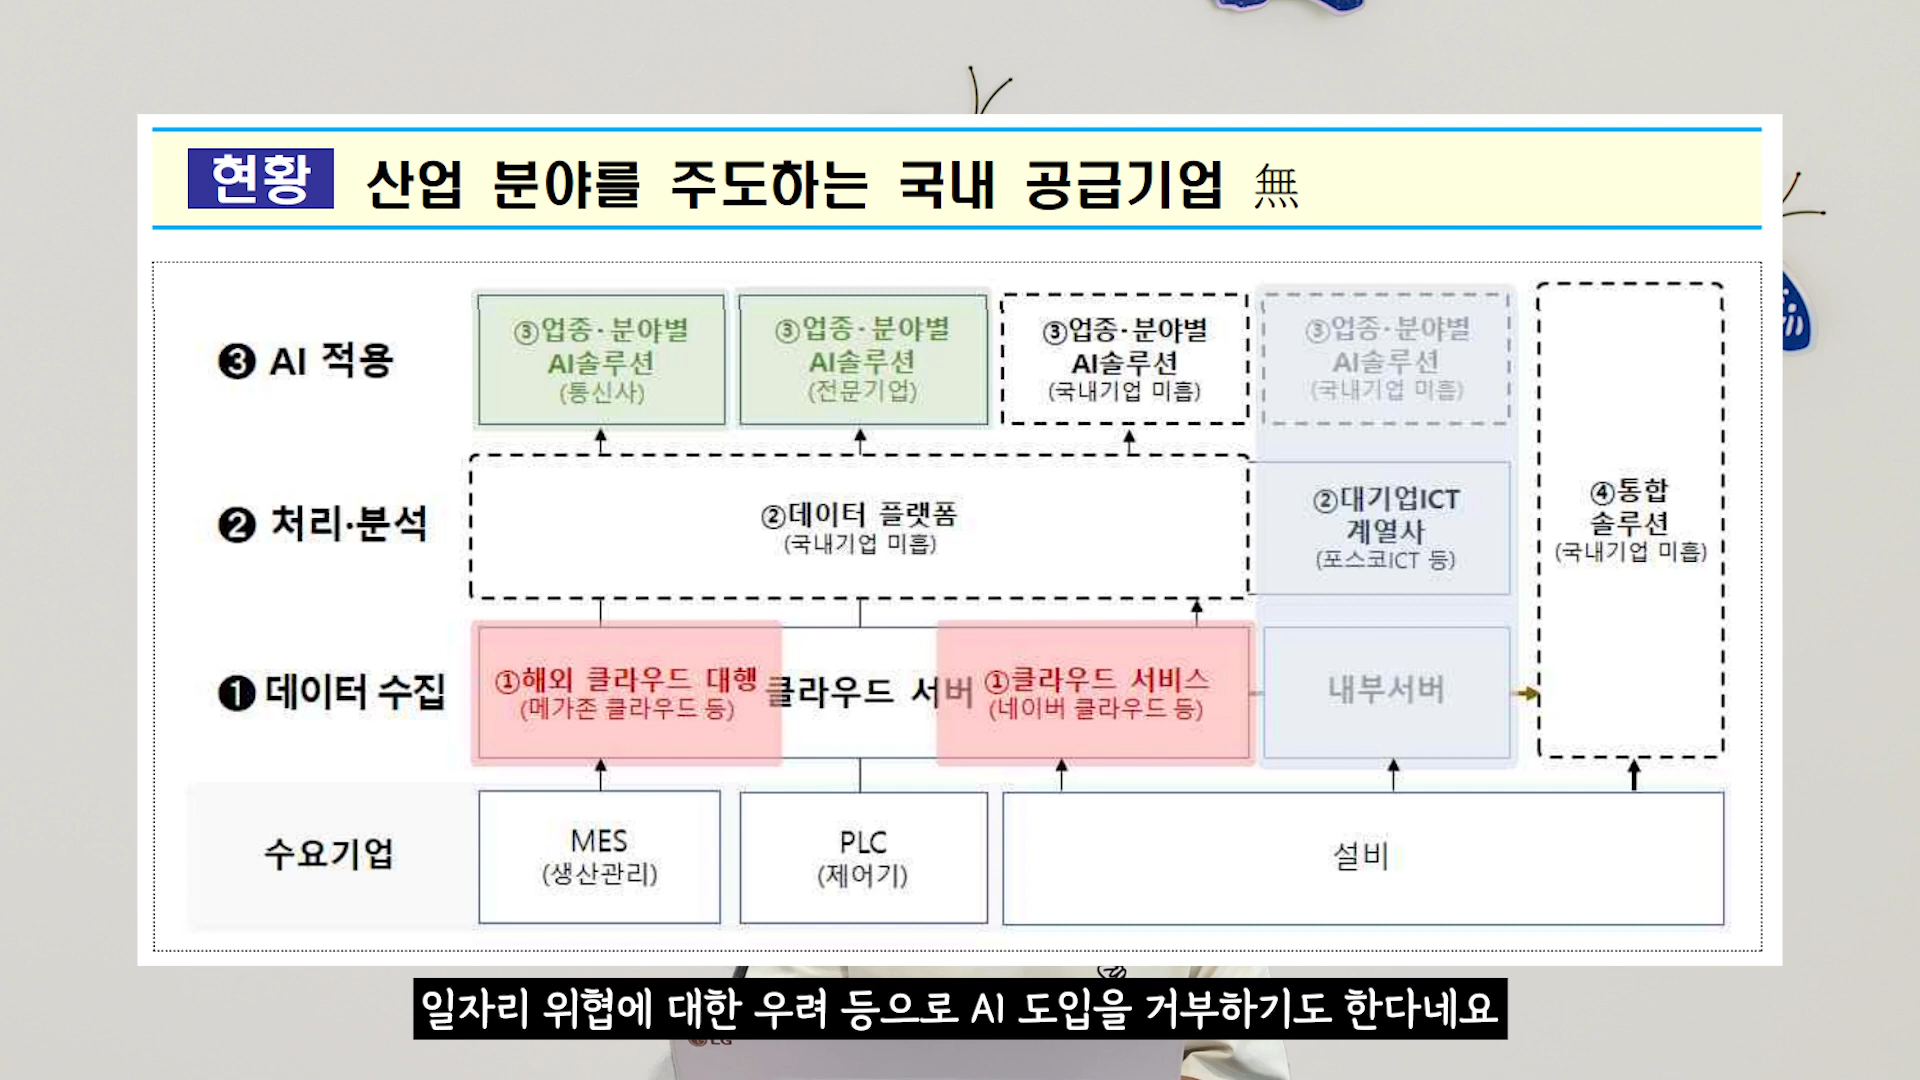 현황 산업 분야를 주도하는 국내 공급기업 無
❸ AI 적용
③업종·분야별
AI솔루션
(통신사)
③업종·분야별
AI솔루션
(전문기업)
③업종·분야별
AI솔루션
(국내기업 미흡)
③업종·분야별
AI솔루션
(국내기업 미흡)
❷ 처리·분석
②데이터 플랫폼
(국내기업 미흡)
②대기업ICT
계열사
(포스코ICT 등)
④통합
솔루션
(국내기업 미흡)
❶ 데이터 수집
①해외 클라우드 대행
(메가존 클라우드 등)
클라우드 서버
①클라우드 서비스
(네이버 클라우드 등)
내부서버
수요기업
MES
(생산관리)
PLC
(제어기)
설비
일자리 위협에 대한 우려 등으로 AI 도입을 거부하기도 한다네요
LG